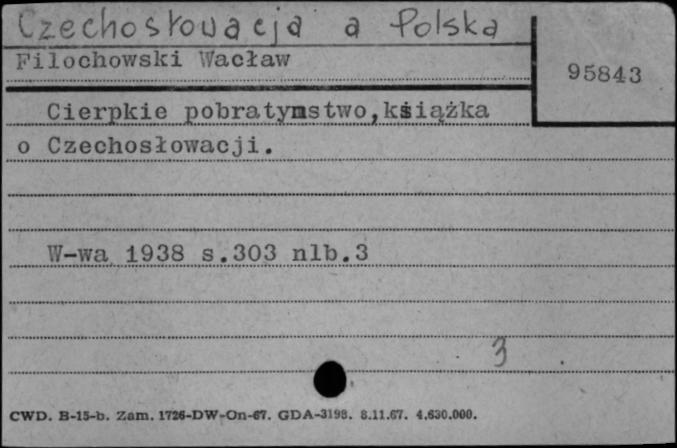 Czechosłowacja a Polska
Filochowski Wacław
95843
Cierpkie pobratymstwo,książka
o Czechosłowacji.
W-wa 1938 s.303 nlb.3
3
CWD. B-15-b. Zam. 1726-DW-On-67. GDA-3198. 8.11.67. 4.630.000.